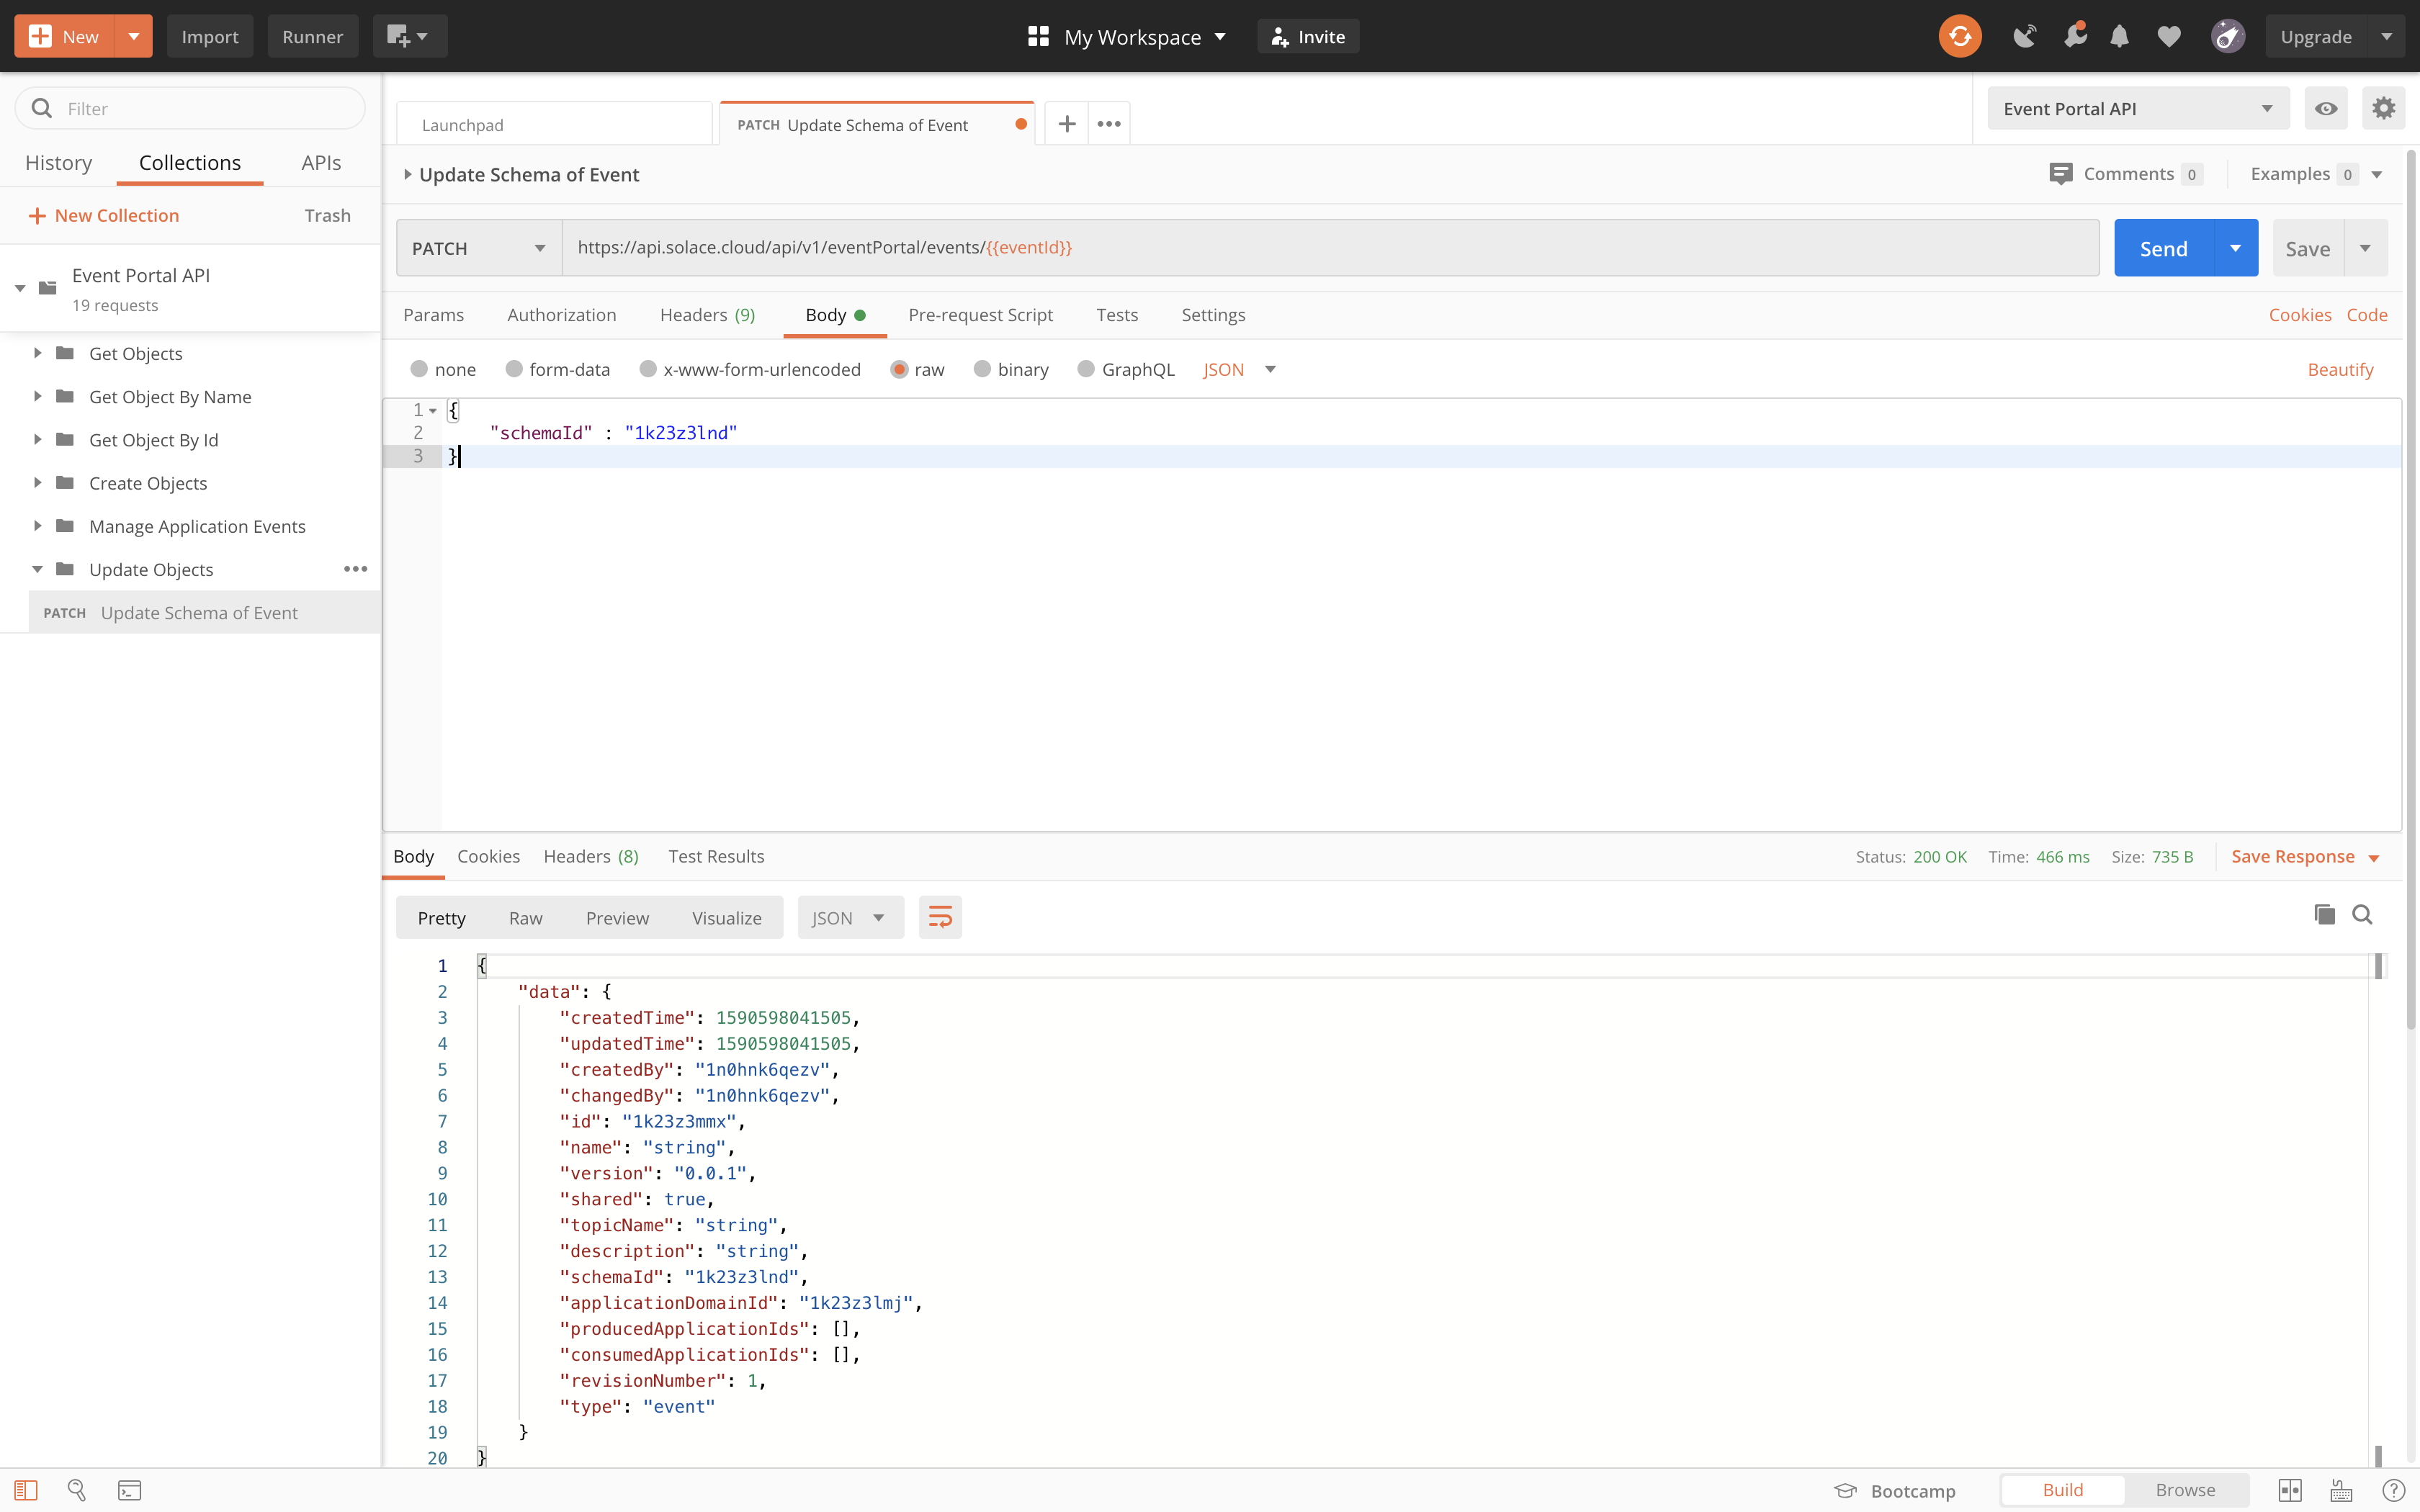 New
Import
Runner
My Workspace
Invite
Upgrade
Filter
History Collections APIs
New Collection Trash
Event Portal API
19 requests
Get Objects
Get Object By Name
Get Object By Id
Create Objects
Manage Application Events
Update Objects
PATCH Update Schema of Event
Launchpad
PATCH Update Schema of Event
Event Portal API
Update Schema of Event
Comments 0
Examples 0
PATCH
https://api.solace.cloud/api/v1/eventPortal/events/{{eventId}}
Send
Save
Params Authorization Headers (9) Body Pre-request Script Tests Settings
Cookies Code
none form-data x-www-form-urlencoded raw binary GraphQL JSON
Beautify
1 {
2 "schemaId" : "1k23z3lnd"
3 }
Body Cookies Headers (8) Test Results
Status: 200 OK Time: 466 ms Size: 735 B
Save Response
Pretty Raw Preview Visualize
JSON
1 {
2 "data": {
3 "createdTime": 1590598041505,
4 "updatedTime": 1590598041505,
5 "createdBy": "1n0hnk6qezv",
6 "changedBy": "1n0hnk6qezv",
7 "id": "1k23z3mmx",
8 "name": "string",
9 "version": "0.0.1",
10 "shared": true,
11 "topicName": "string",
12 "description": "string",
13 "schemaId": "1k23z3lnd",
14 "applicationDomainId": "1k23z3lmj",
15 "producedApplicationIds": [],
16 "consumedApplicationIds": [],
17 "revisionNumber": 1,
18 "type": "event"
19 }
20 }
Bootcamp
Build
Browse